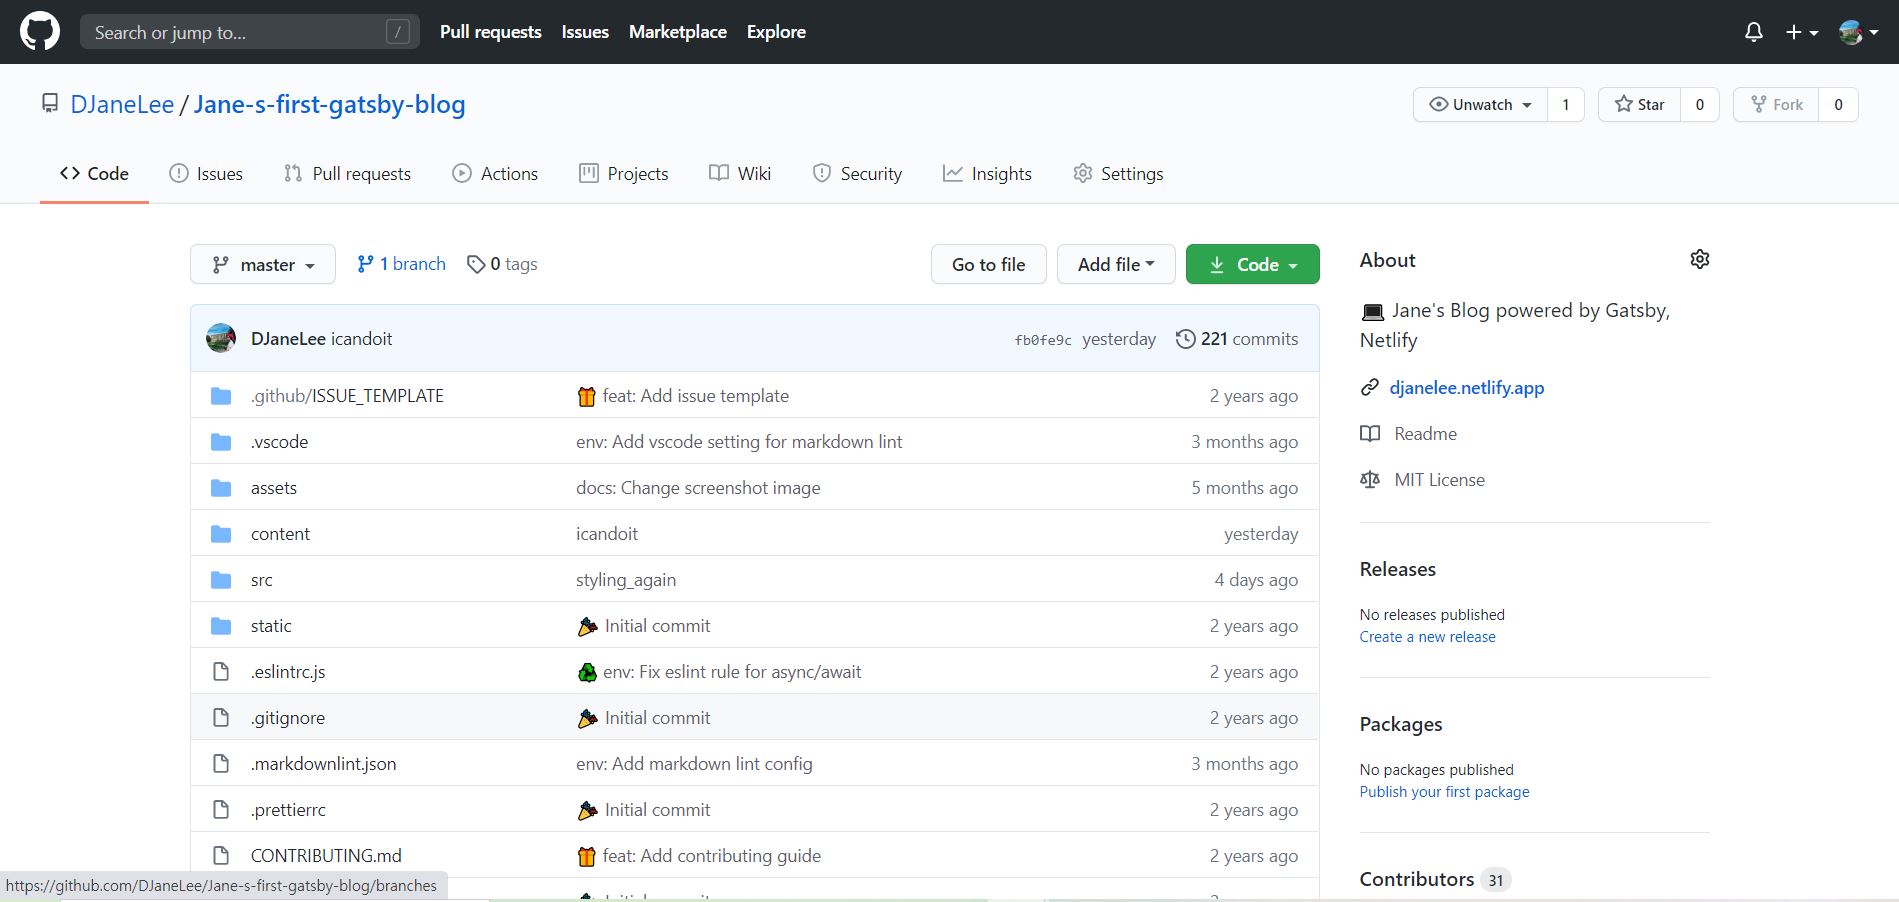 Search or jump to... / Pull requests Issues Marketplace Explore
DJaneLee / Jane-s-first-gatsby-blog Unwatch 1 Star 0 Fork 0
Code Issues Pull requests Actions Projects Wiki Security Insights Settings
master 1 branch 0 tags Go to file Add file Code
DJaneLee icandoit fb0fe9c yesterday 221 commits
.github/ISSUE_TEMPLATE feat: Add issue template 2 years ago
.vscode env: Add vscode setting for markdown lint 3 months ago
assets docs: Change screenshot image 5 months ago
content icandoit yesterday
src styling_again 4 days ago
static Initial commit 2 years ago
.eslintrc.js env: Fix eslint rule for async/await 2 years ago
.gitignore Initial commit 2 years ago
.markdownlint.json env: Add markdown lint config 3 months ago
.prettierrc Initial commit 2 years ago
CONTRIBUTING.md feat: Add contributing guide 2 years ago
About
Jane's Blog powered by Gatsby,
Netlify
djanelee.netlify.app
Readme
MIT License
Releases
No releases published
Create a new release
Packages
No packages published
Publish your first package
Contributors 31
https://github.com/DJaneLee/Jane-s-first-gatsby-blog/branches